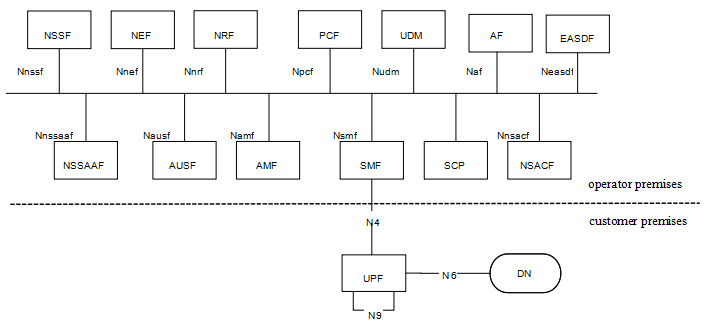 NSSF
NEF
NRF
PCF
UDM
AF
EASDF
Nnssf
Nnef
Nnrf
Npcf
Nudm
Naf
Neasdf
Nnssaaf
Nausf
Namf
Nsmf
Nnsacf
NSSAAF
AUSF
AMF
SMF
SCP
NSACF
operator premises
customer premises
N4
UPF
N6
DN
N9